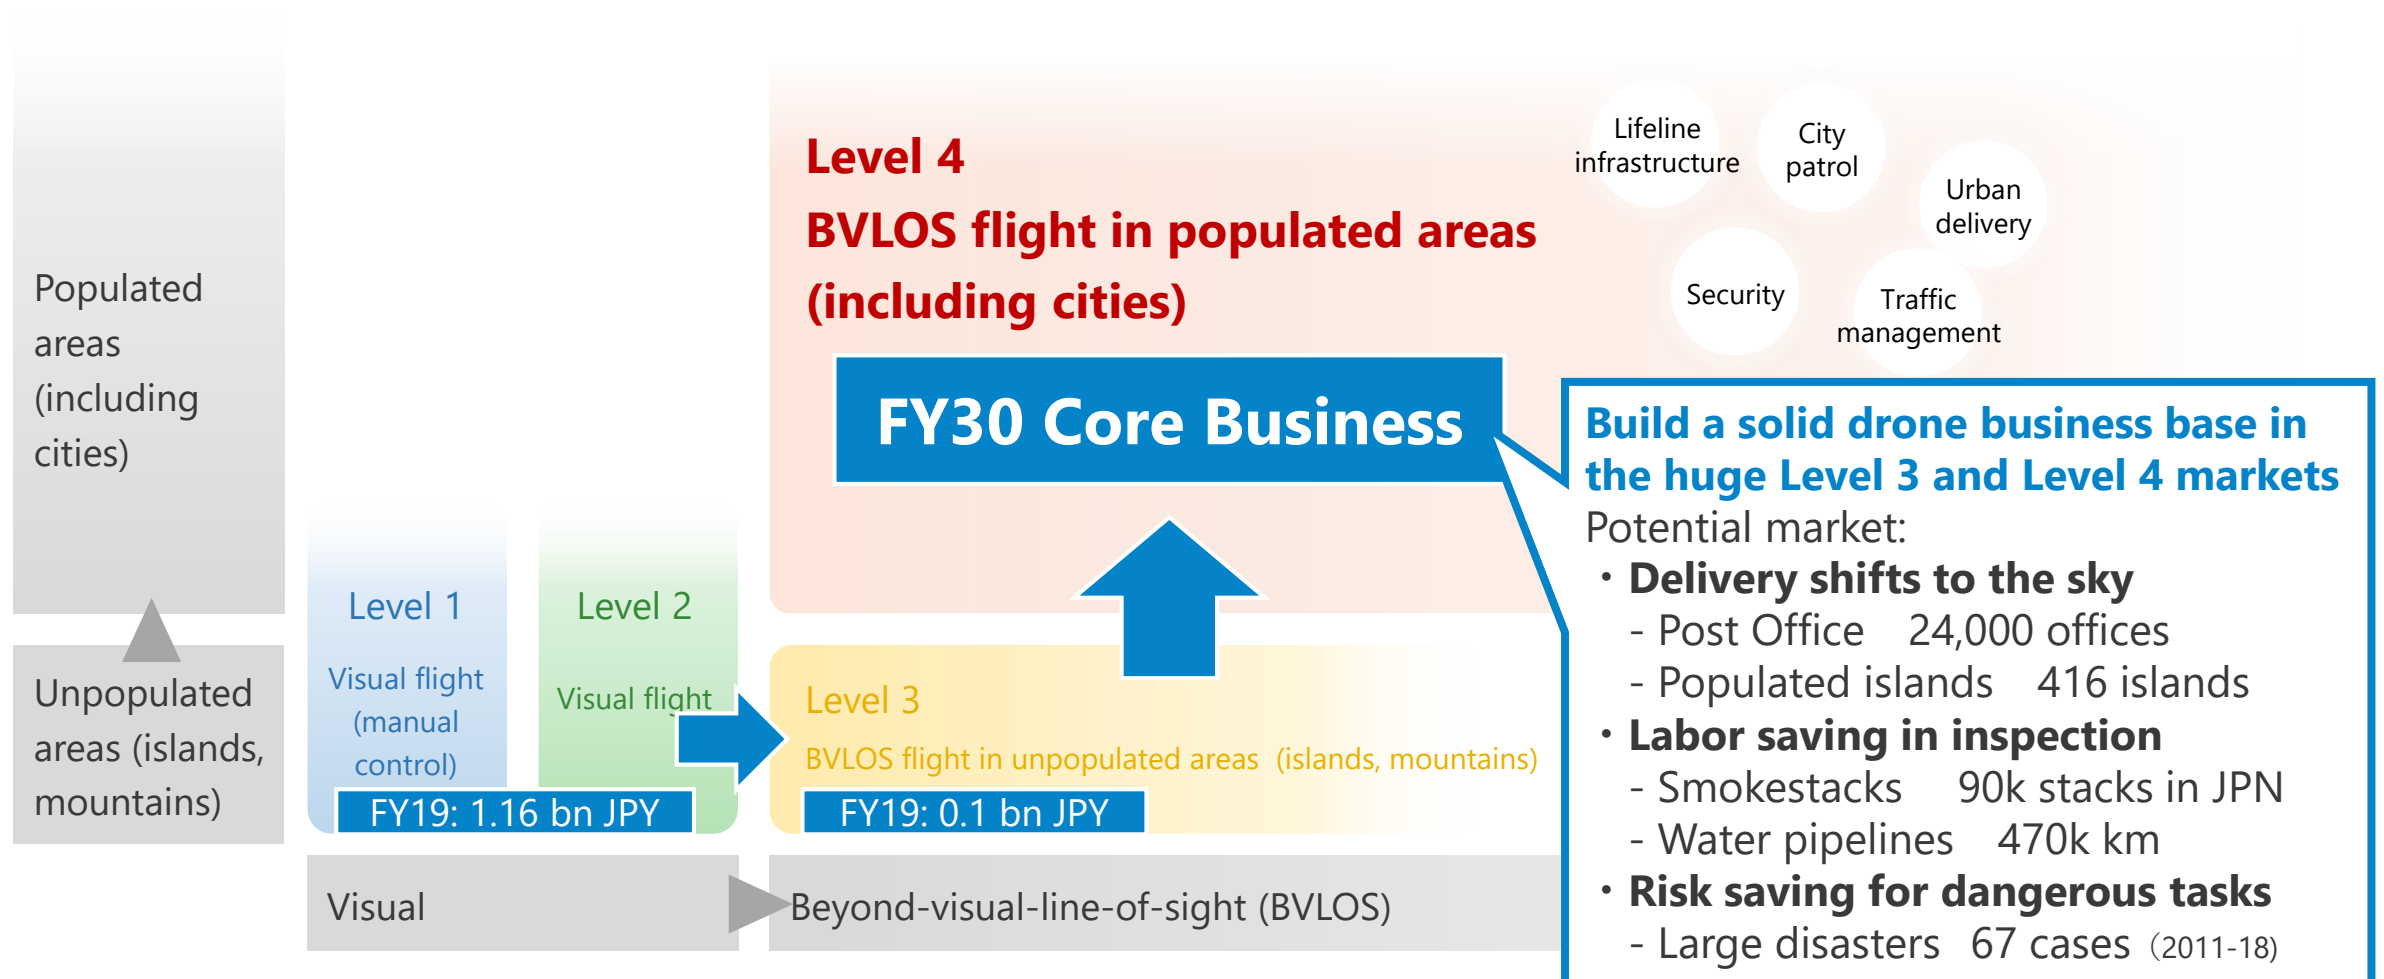 Populated
areas
(including
cities)
Unpopulated
areas (islands,
mountains)
Level 1
Visual flight
(manual
control)
Level 2
Visual flight
FY19: 1.16 bn JPY
Level 3
BVLOS flight in unpopulated areas (islands, mountains)
FY19: 0.1 bn JPY
Visual
Beyond-visual-line-of-sight (BVLOS)
Level 4
BVLOS flight in populated areas
(including cities)
FY30 Core Business
Lifeline
infrastructure
City
patrol
Urban
delivery
Security
Traffic
management
Build a solid drone business base in
the huge Level 3 and Level 4 markets
Potential market:
・Delivery shifts to the sky
- Post Office 24,000 offices
- Populated islands 416 islands
・Labor saving in inspection
- Smokestacks 90k stacks in JPN
- Water pipelines 470k km
・Risk saving for dangerous tasks
- Large disasters 67 cases（2011-18)